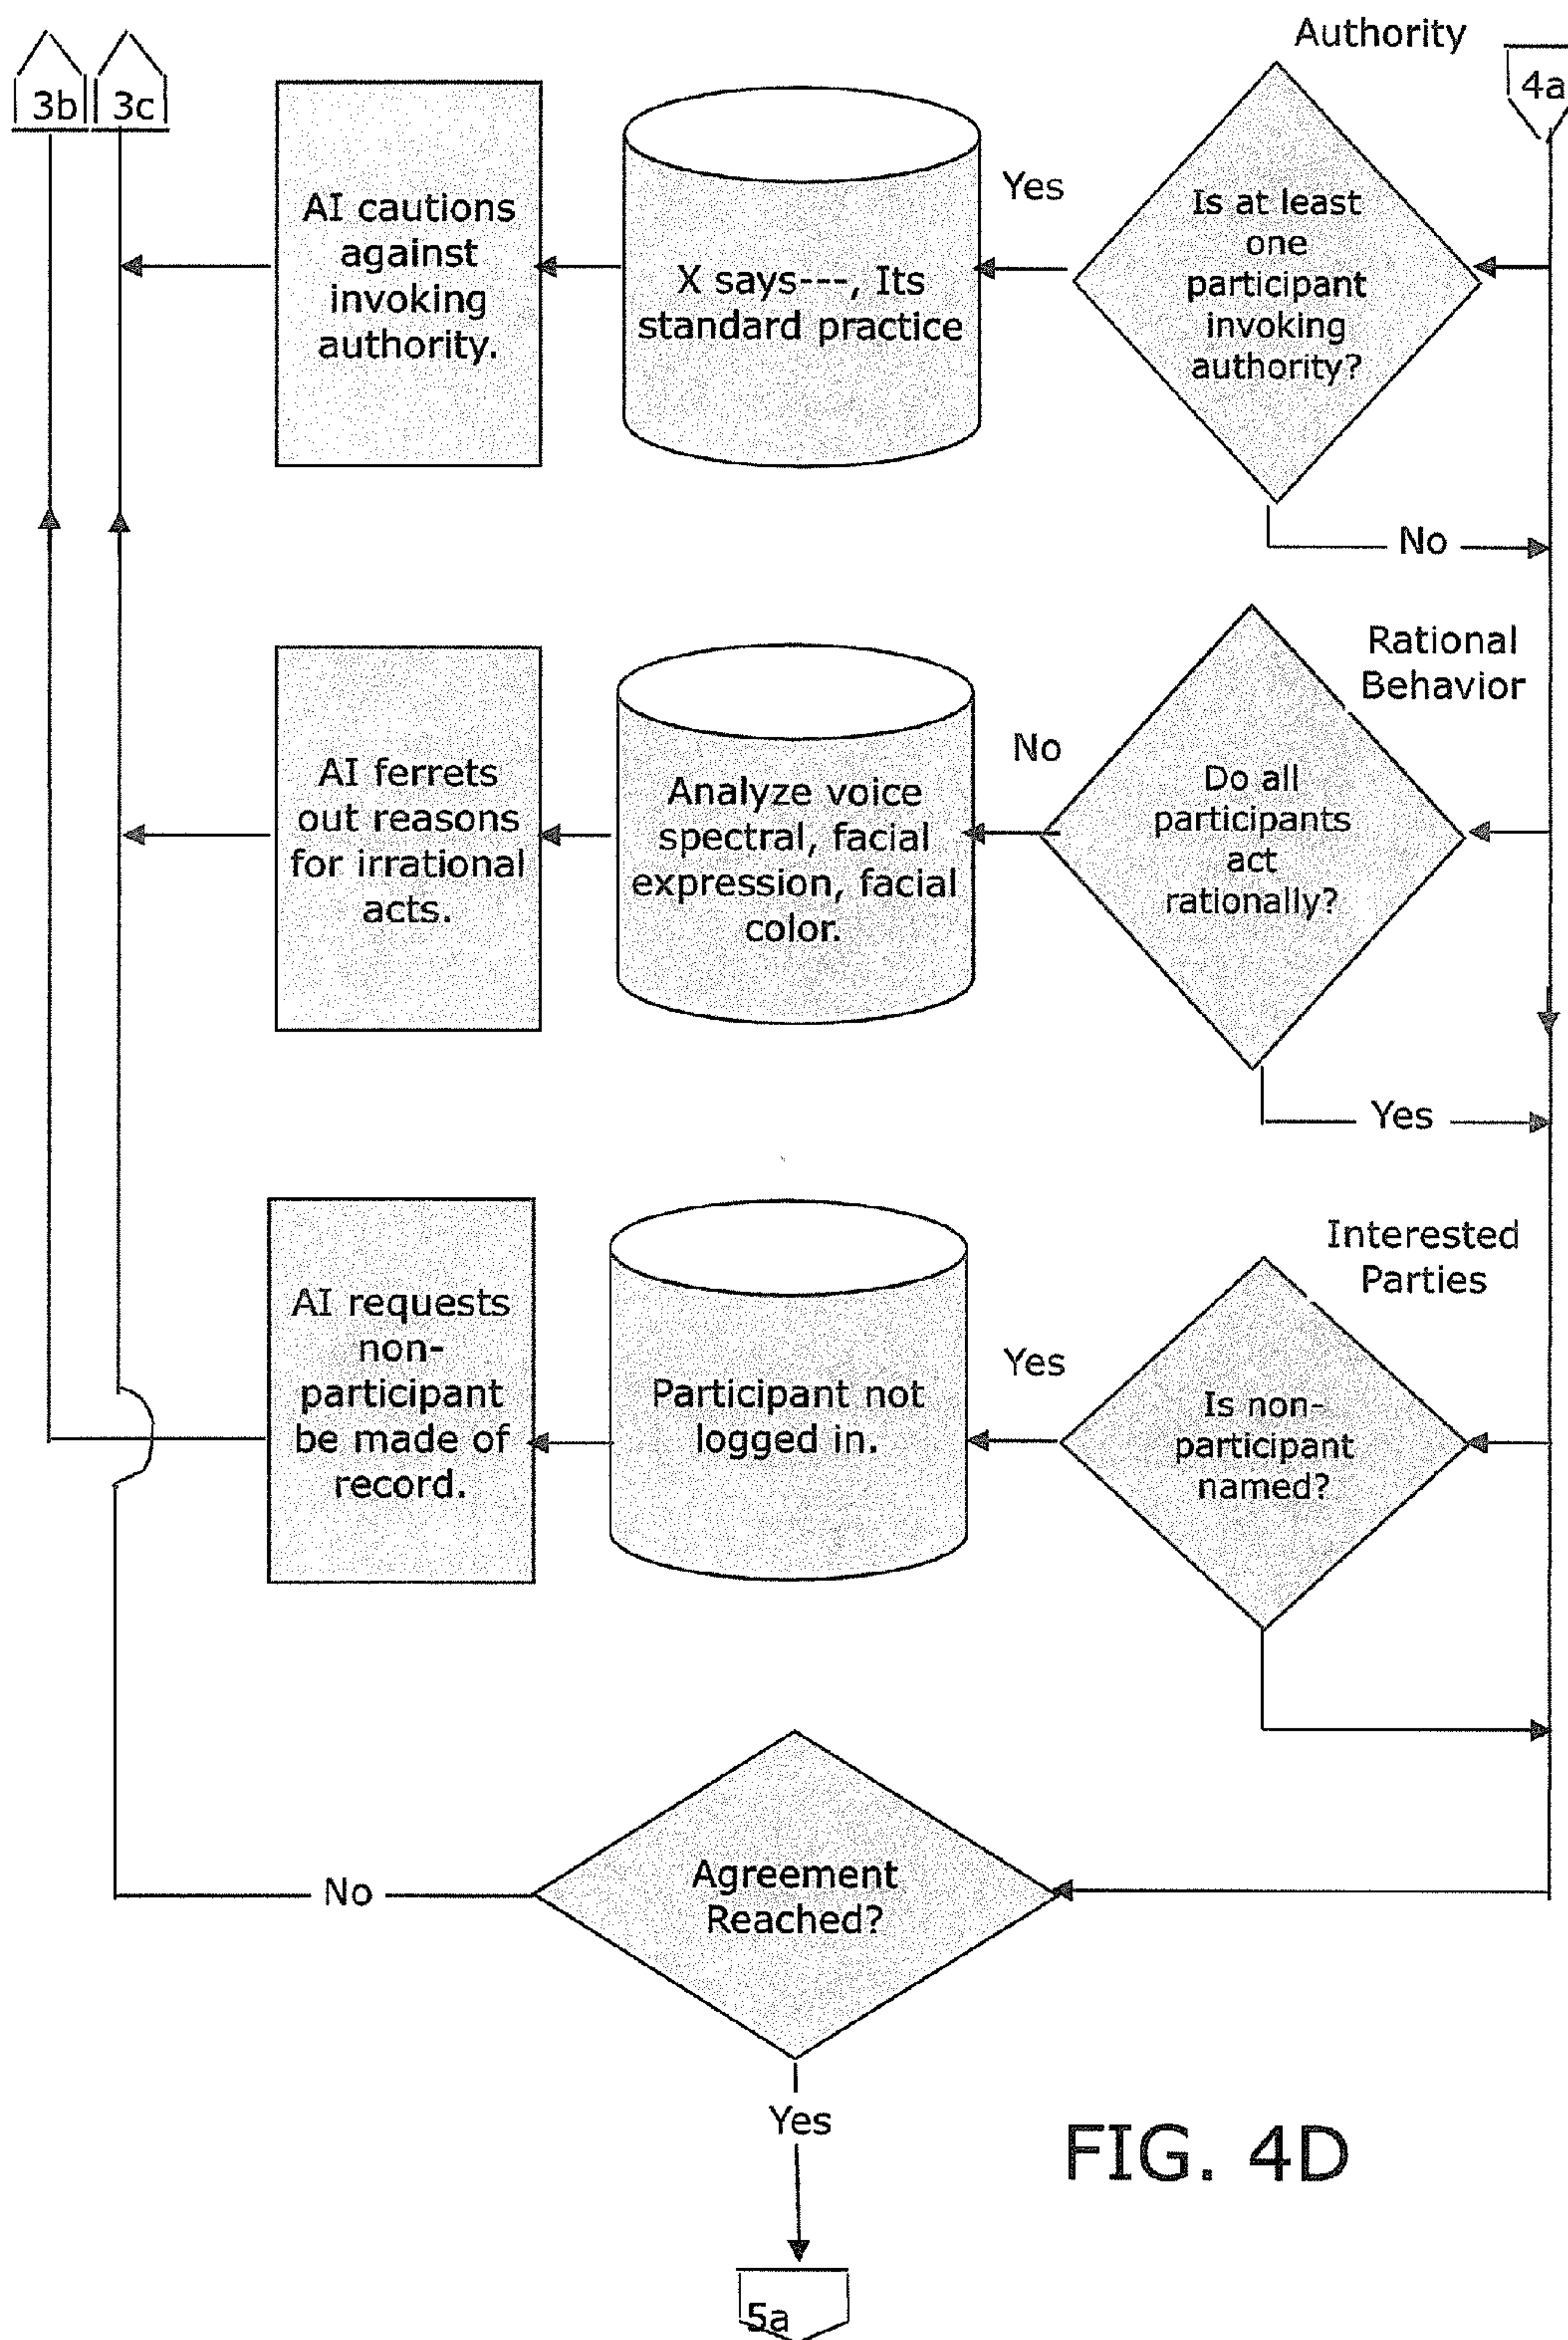 Authority
3b
3c
4a
AI cautions
against
invoking
authority.
X says---, Its
standard practice
Yes
Is at least
one
participant
invoking
authority?
No
Rational
Behavior
AI ferrets
out reasons
for irrational
acts.
Analyze voice
spectral, facial
expression, facial
color.
No
Do all
participants
act
rationally?
Yes
Interested
Parties
AI requests
non-
participant
be made of
record.
Participant not
logged in.
Yes
Is non-
participant
named?
Agreement
Reached?
No
Yes
FIG. 4D
5a